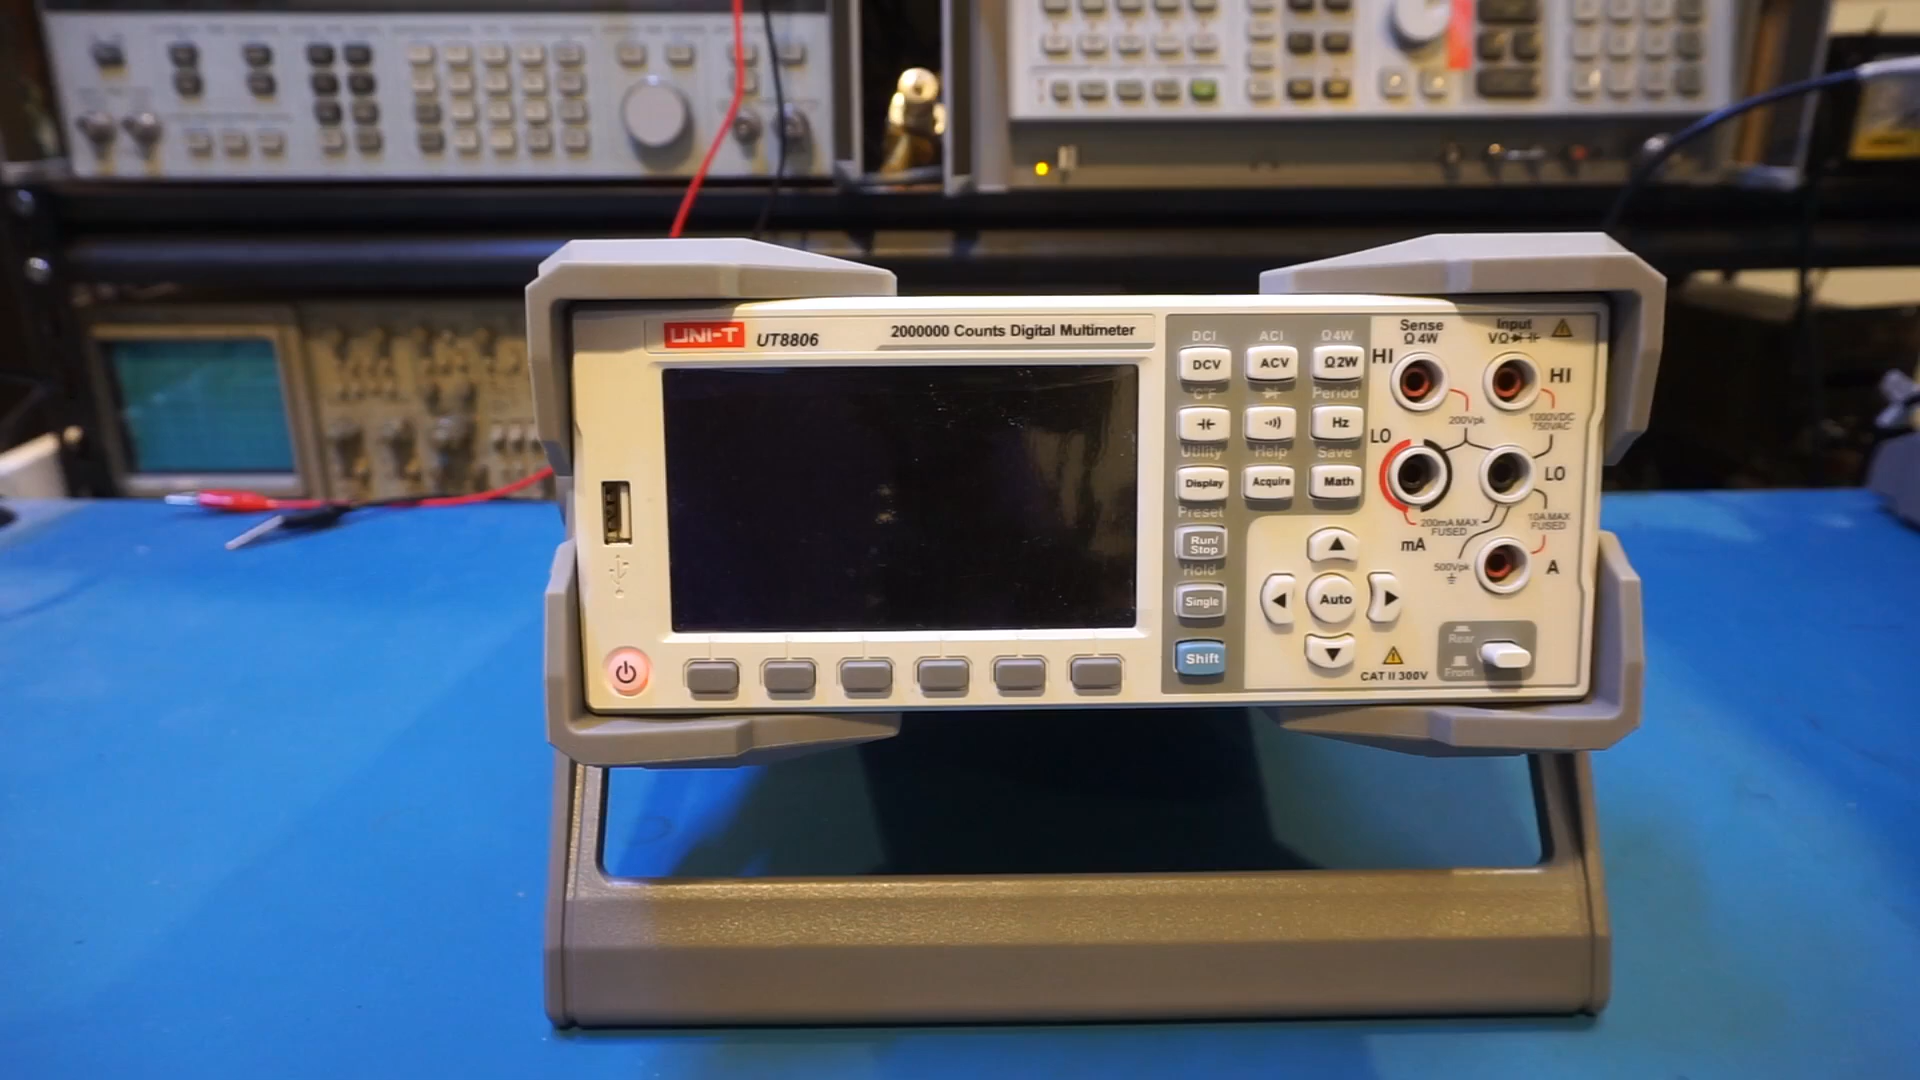 UNI-T UT8806 2000000 Counts Digital Multimeter
DCI ACI Ω4W
DCV ACV Ω2W
°C°F Period
Hz
Utility Help Save
Display Acquire Math
Preset
Run/
Stop
Hold
Single
Shift
Auto
CAT II 300V
Sense
Ω 4W
Input
VΩ
HI
HI
200Vpk
1000VDC
750VAC
LO
LO
200mA MAX
FUSED
10A MAX
FUSED
mA
500Vpk
A
Rear
Front